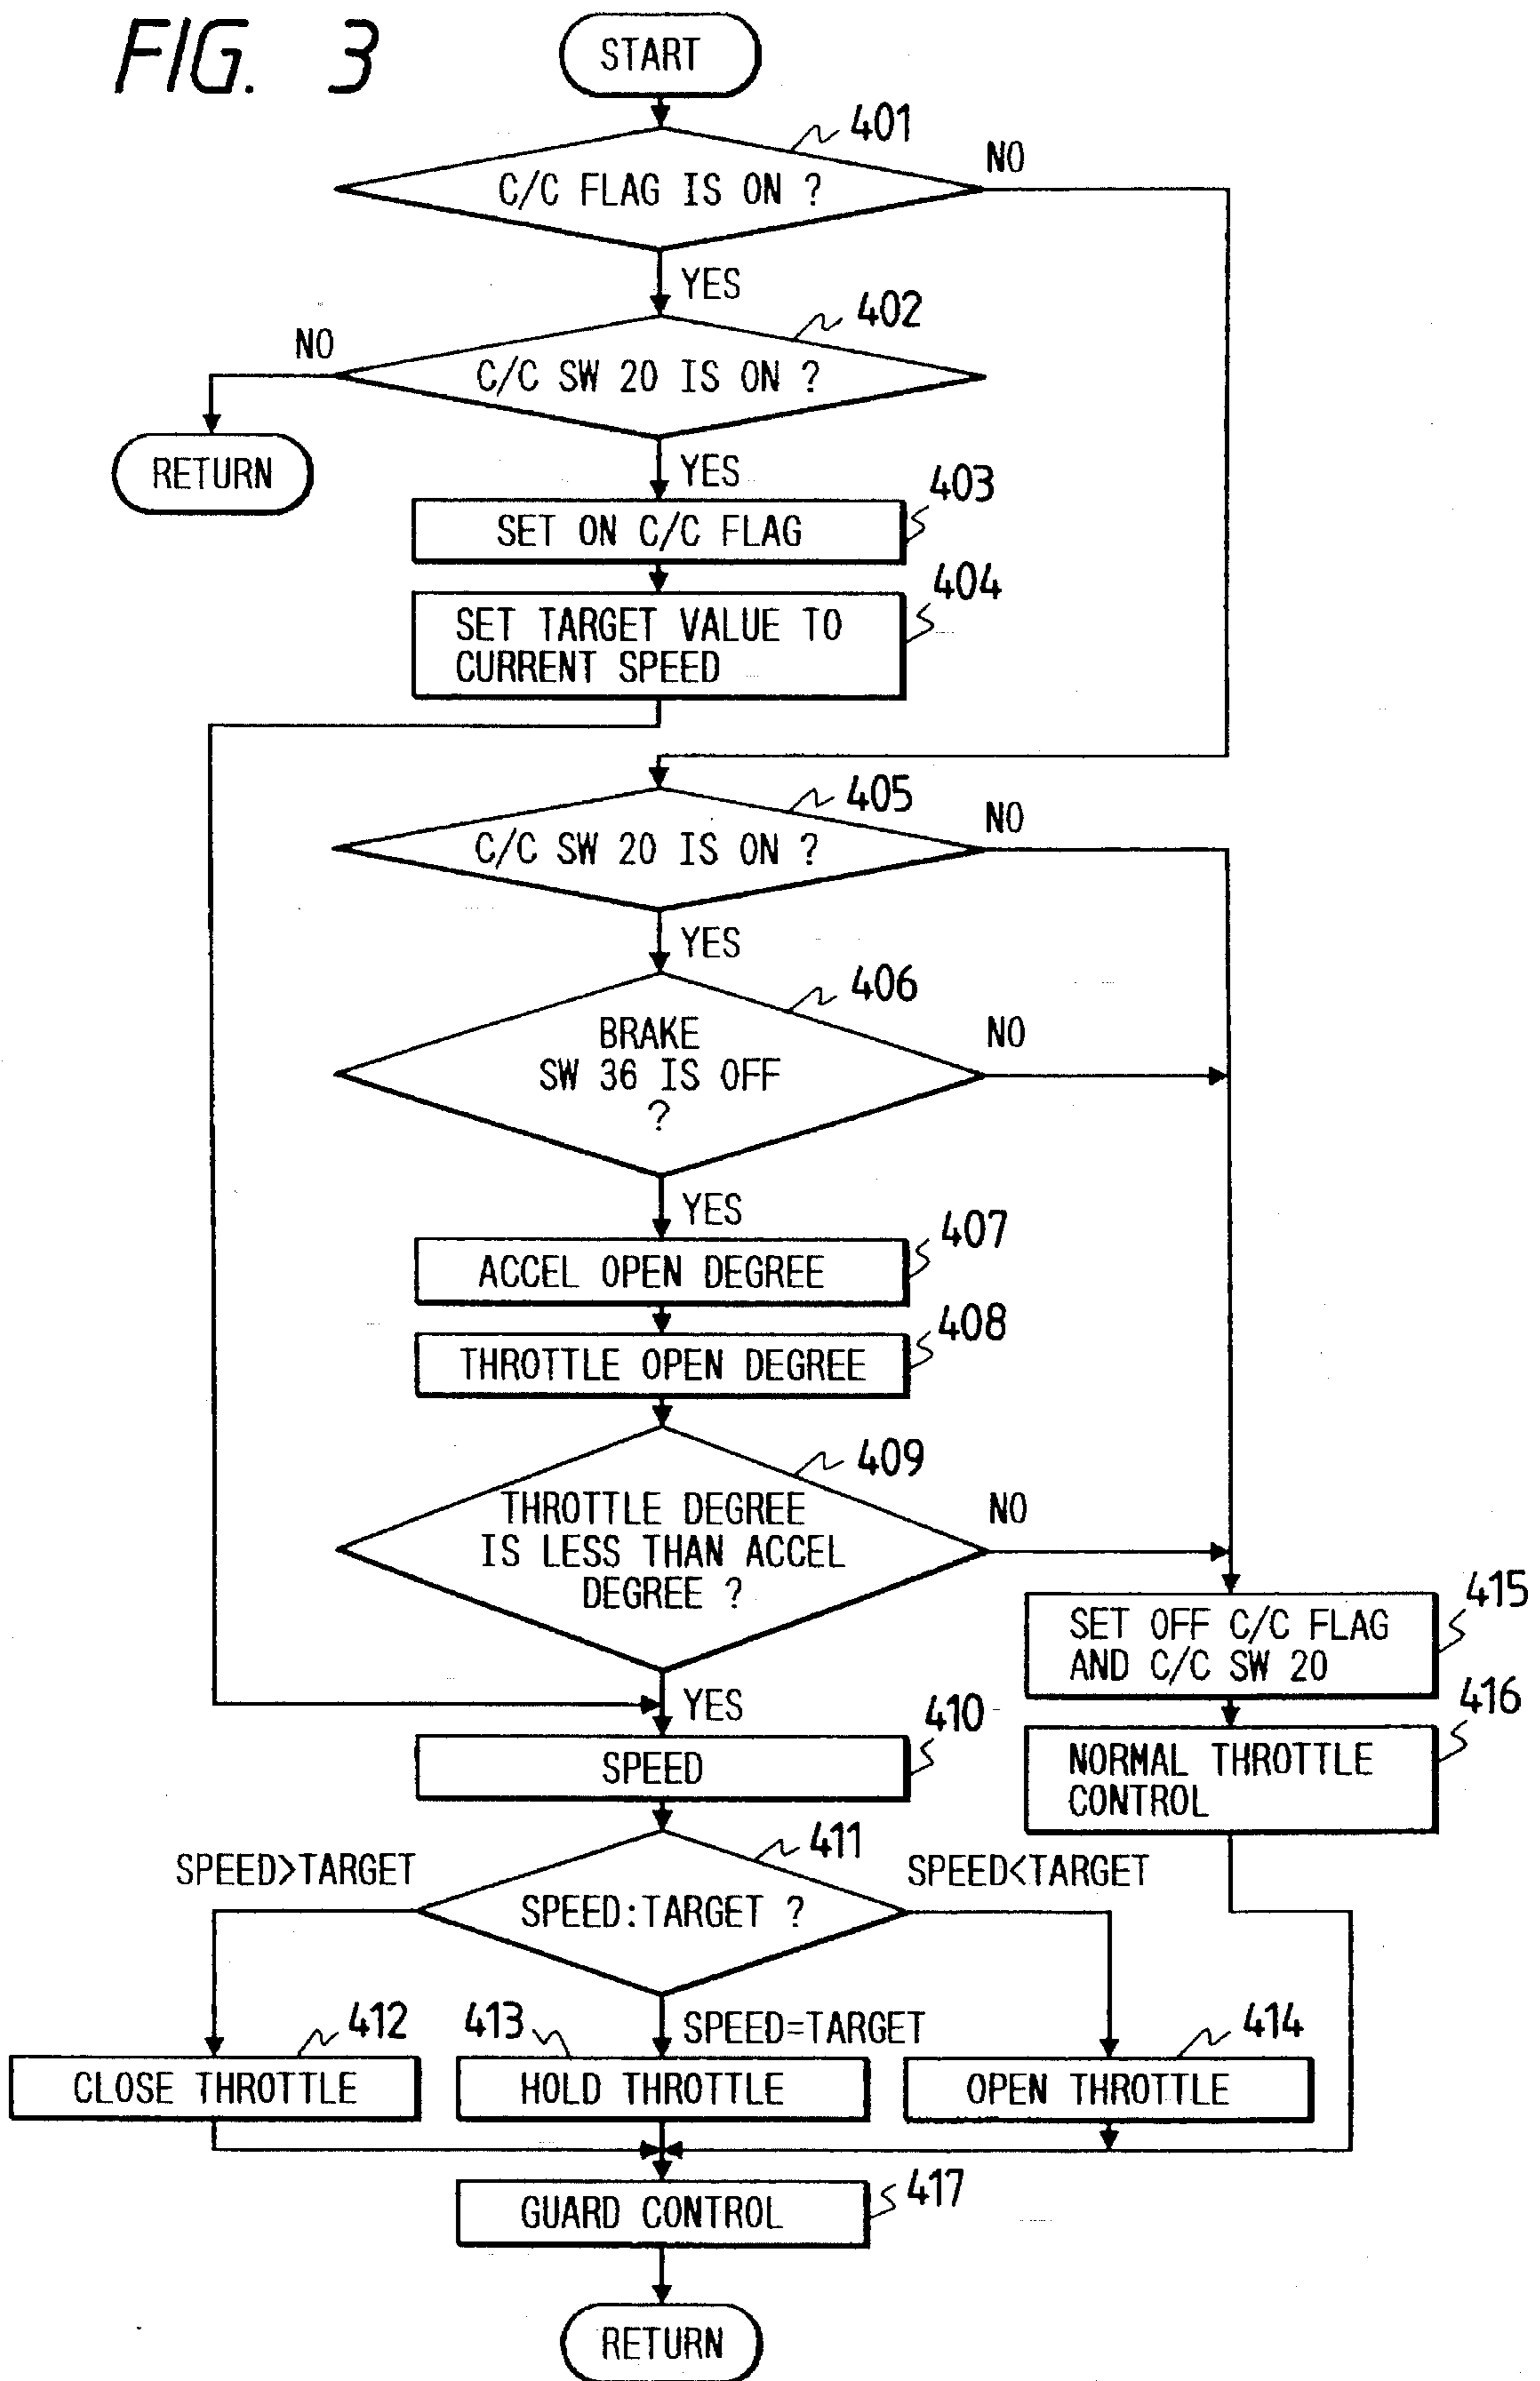 FIG. 3
START
401
C/C FLAG IS ON ?
NO
YES
402
NO
C/C SW 20 IS ON ?
RETURN
YES
403
SET ON C/C FLAG
404
SET TARGET VALUE TO
CURRENT SPEED
405
C/C SW 20 IS ON ?
NO
YES
406
BRAKE
SW 36 IS OFF
?
NO
YES
407
ACCEL OPEN DEGREE
408
THROTTLE OPEN DEGREE
409
THROTTLE DEGREE
IS LESS THAN ACCEL
DEGREE ?
NO
415
SET OFF C/C FLAG
AND C/C SW 20
YES
410
SPEED
416
NORMAL THROTTLE
CONTROL
411
SPEED>TARGET
SPEED<TARGET
SPEED:TARGET ?
412
413
SPEED=TARGET
414
CLOSE THROTTLE
HOLD THROTTLE
OPEN THROTTLE
417
GUARD CONTROL
RETURN